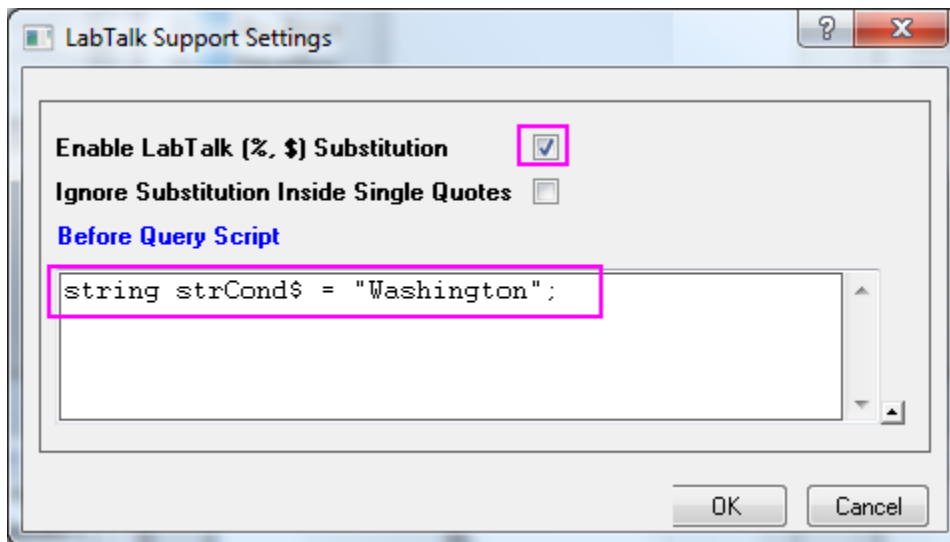 LabTalk Support Settings
Enable LabTalk (%, $) Substitution
Ignore Substitution Inside Single Quotes
Before Query Script
string strCond$ = "Washington";
OK Cancel